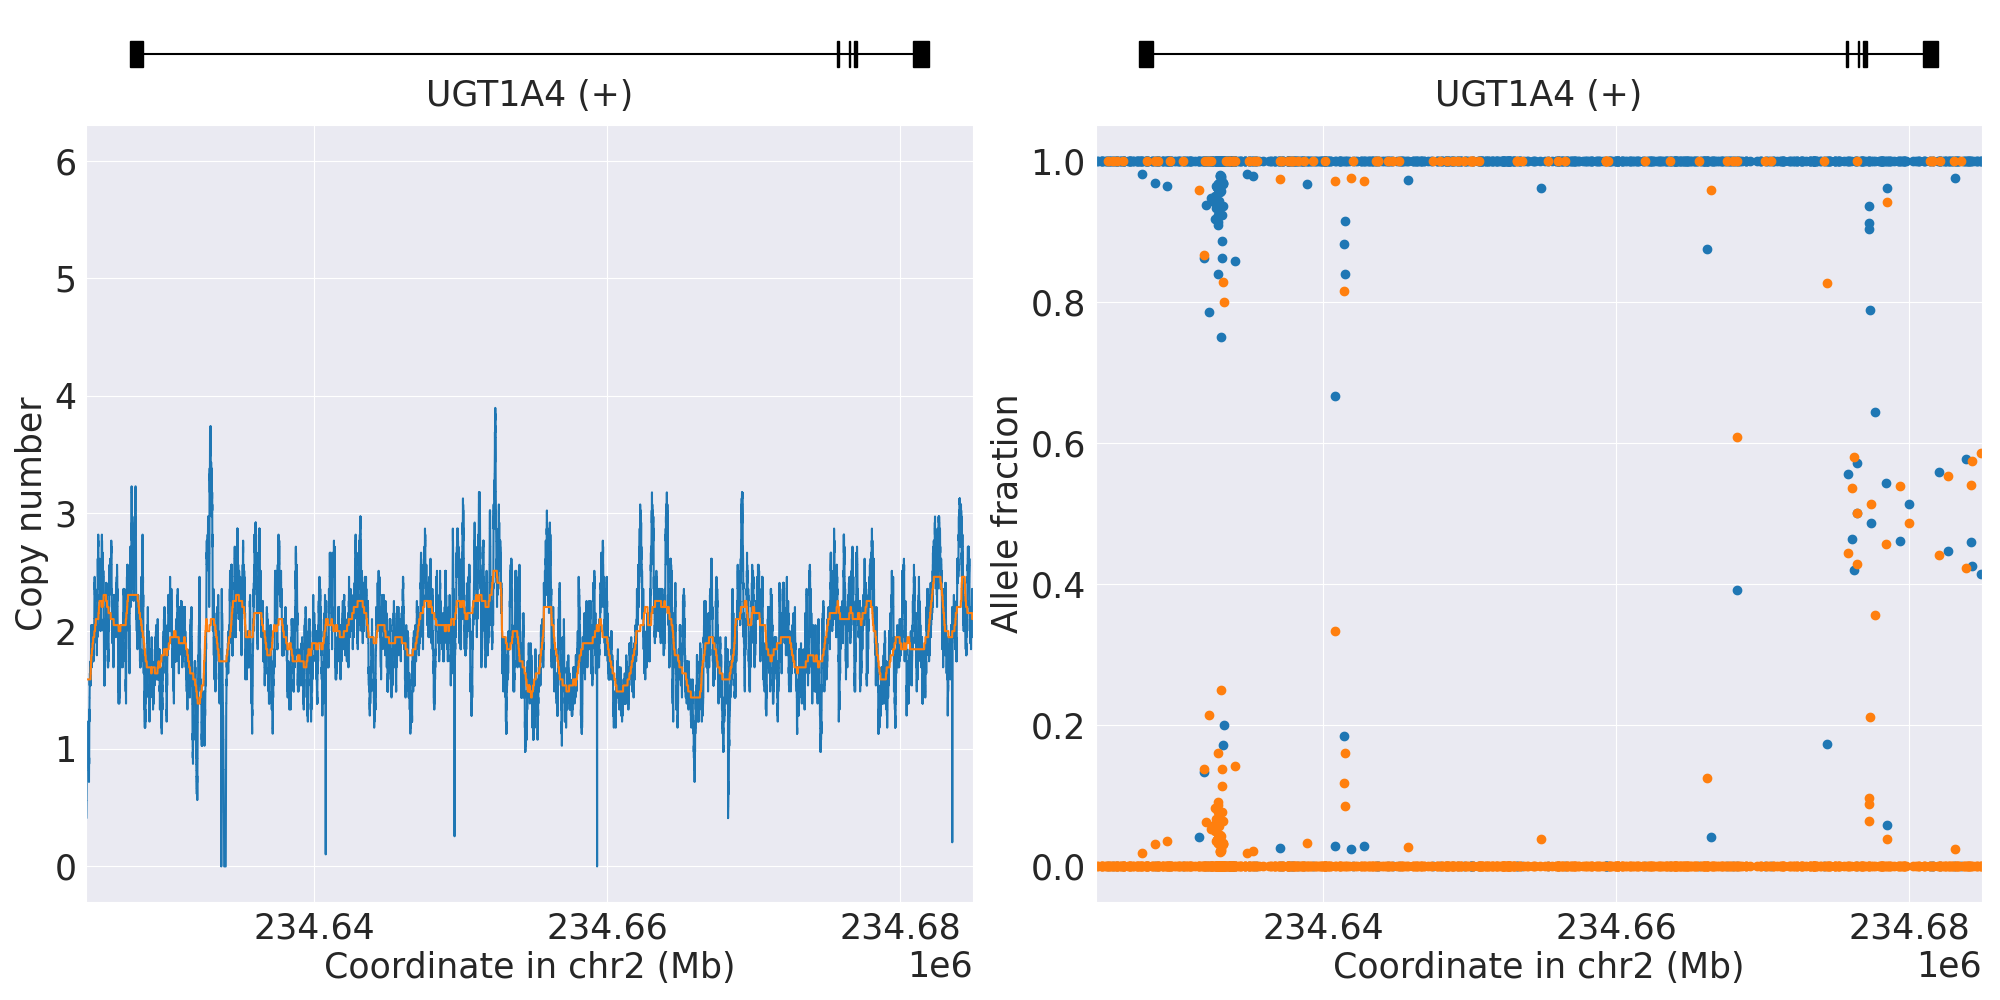 UGT1A4 (+)
6
5
4
3
2
1
0
Copy number
234.64 234.66 234.68
1e6
Coordinate in chr2 (Mb)
UGT1A4 (+)
1.0
0.8
0.6
0.4
0.2
0.0
Allele fraction
234.64 234.66 234.68
1e6
Coordinate in chr2 (Mb)